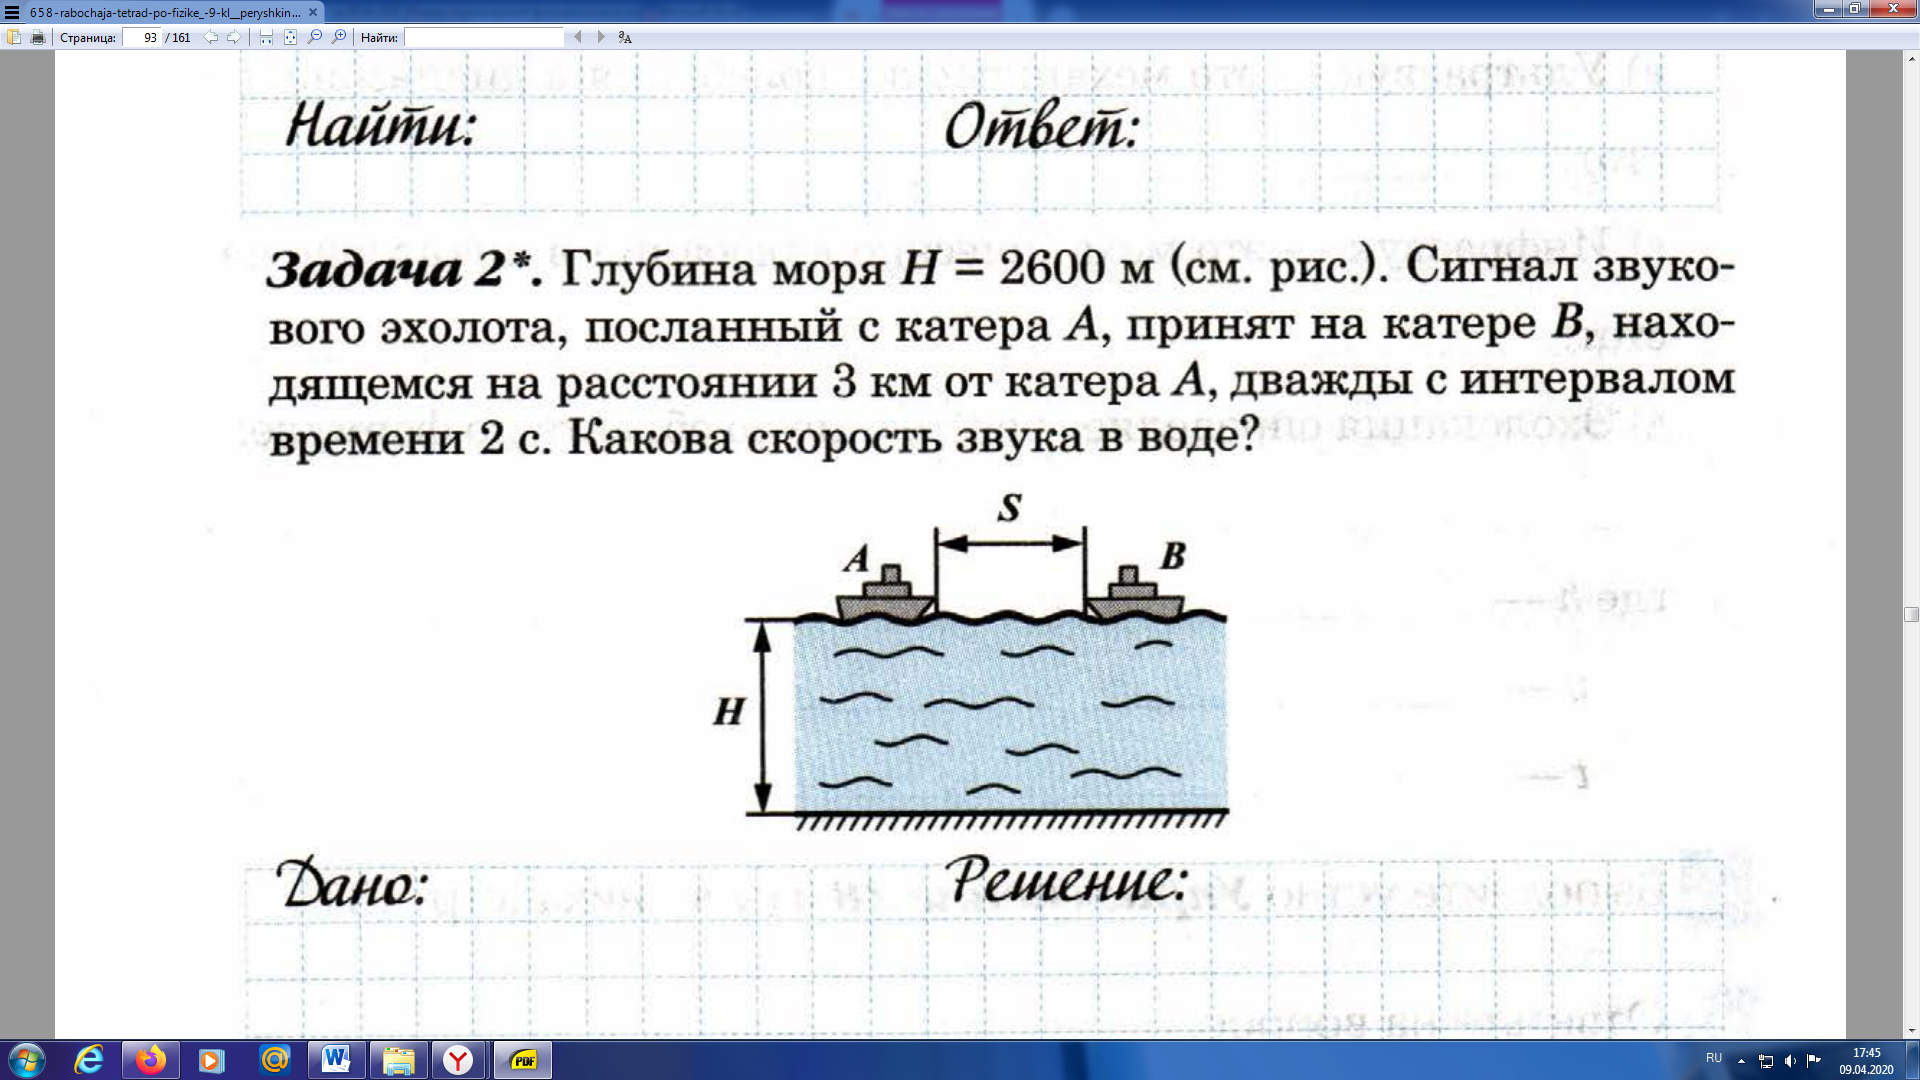 658-rabochaja-tetrad-po-fizike_-9-kl__peryshkin...
Страница: 93 / 161 Найти:
Найти: Ответ:
Задача 2*. Глубина моря H = 2600 м (см. рис.). Сигнал звуко-
вого эхолота, посланный с катера A, принят на катере B, нахо-
дящемся на расстоянии 3 км от катера A, дважды с интервалом
времени 2 с. Какова скорость звука в воде?
S
A B
H
Дано: Решение:
PDF
RU
17:45
09.04.2020